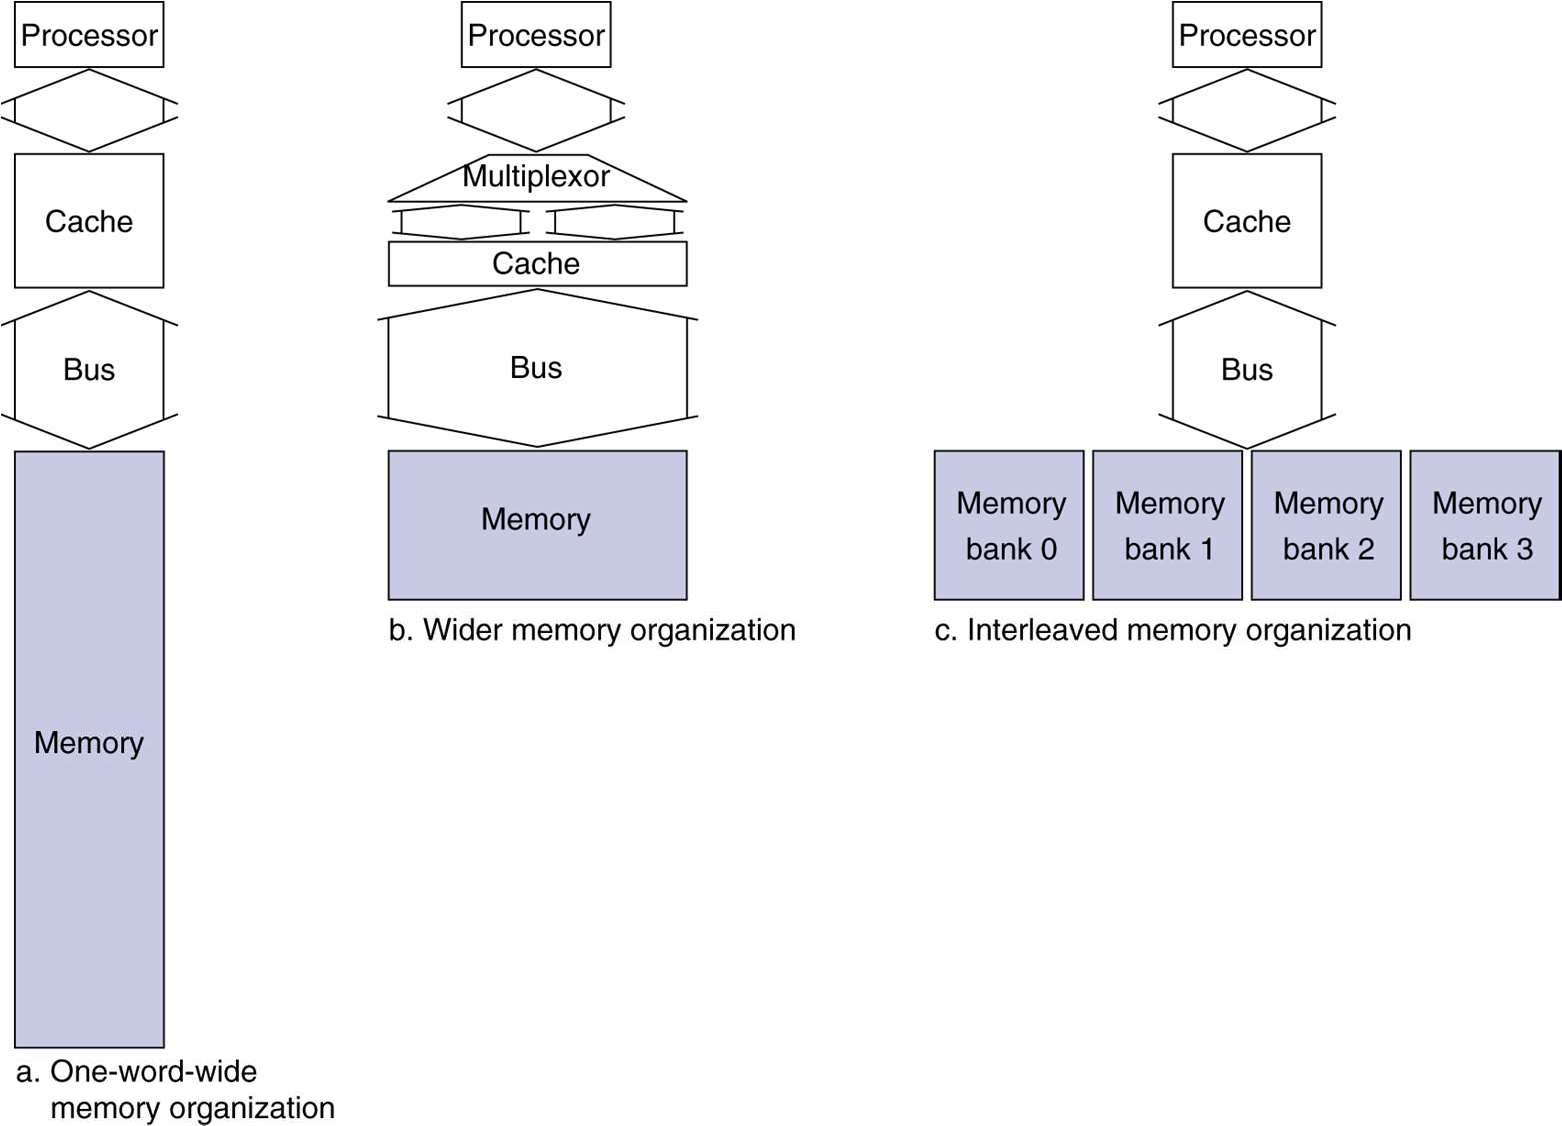 Processor
Cache
Bus
Memory
a. One-word-wide
memory organization
Processor
Multiplexor
Cache
Bus
Memory
b. Wider memory organization
Processor
Cache
Bus
Memory
bank 0
Memory
bank 1
Memory
bank 2
Memory
bank 3
c. Interleaved memory organization